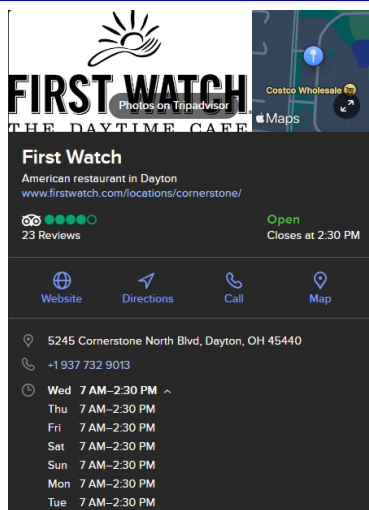 FIRST WATCH
THE DAYTIME CAFE
Photos on Tripadvisor
Costco Wholesale
Maps
First Watch
American restaurant in Dayton
www.firstwatch.com/locations/cornerstone/
23 Reviews
Open
Closes at 2:30 PM
Website
Directions
Call
Map
5245 Cornerstone North Blvd, Dayton, OH 45440
+1 937 732 9013
Wed 7 AM–2:30 PM
Thu 7 AM–2:30 PM
Fri 7 AM–2:30 PM
Sat 7 AM–2:30 PM
Sun 7 AM–2:30 PM
Mon 7 AM–2:30 PM
Tue 7 AM–2:30 PM